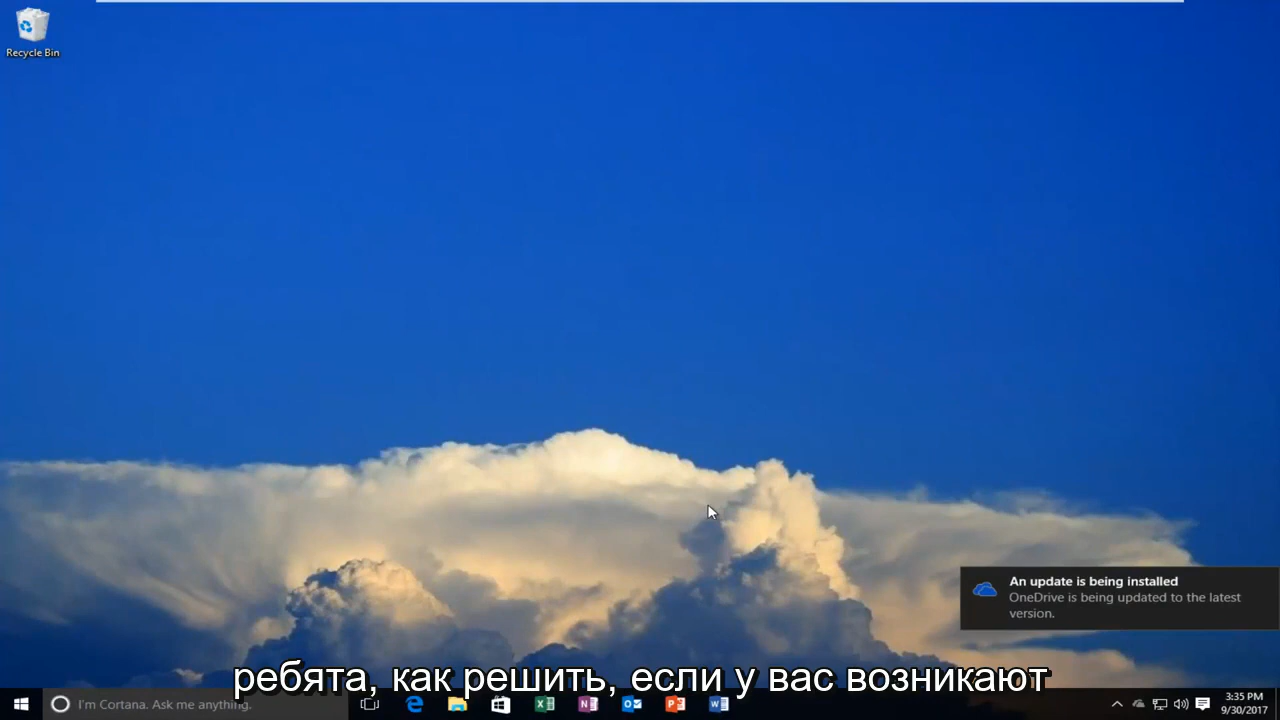 Recycle Bin
An update is being installed
OneDrive is being updated to the latest
version.
ребята, как решить, если у вас возникают
I'm Cortana. Ask me anything.
3:35 PM
9/30/2017